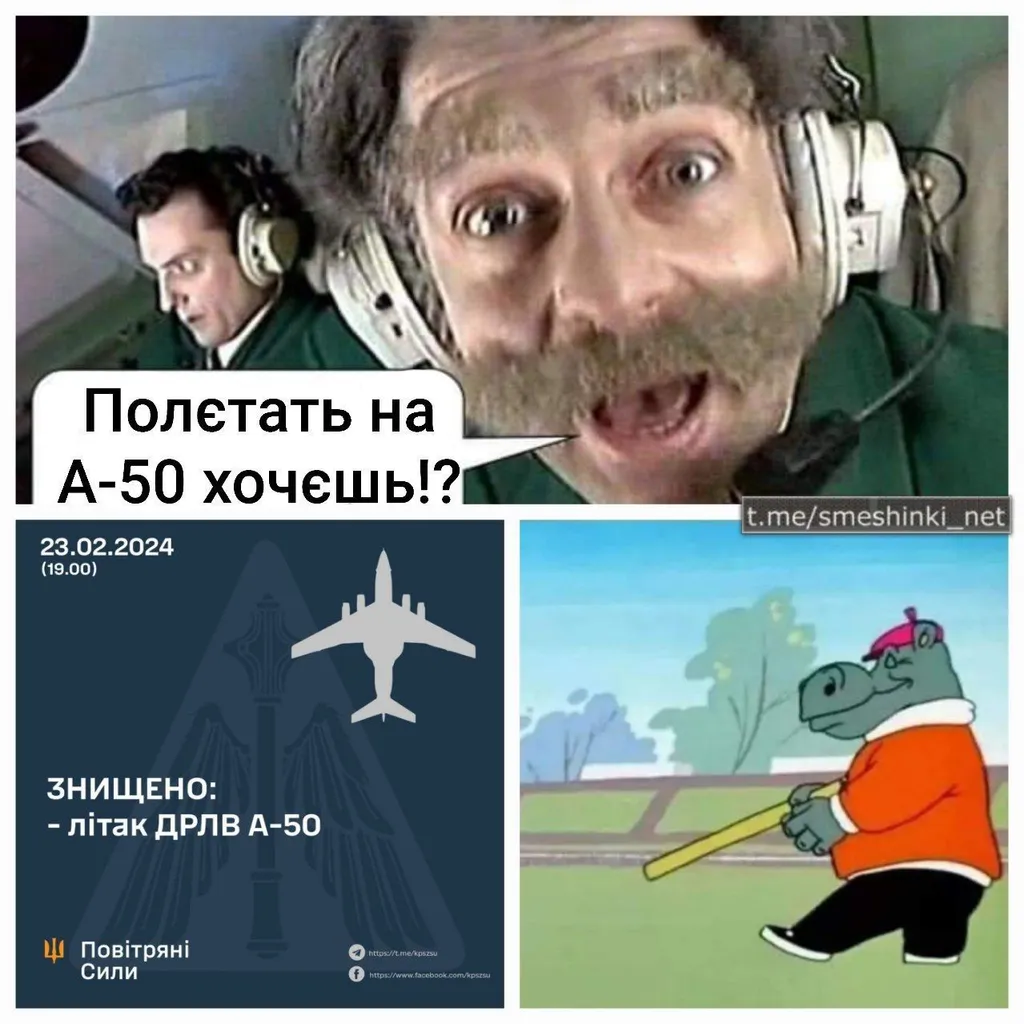 Полєтать на
А-50 хочєшь!?
t.me/smeshinki_net
23.02.2024
(19.00)
ЗНИЩЕНО:
- літак ДРЛВ А-50
Повітряні
Сили
https://t.me/kpszsu
https://www.facebook.com/kpszsu